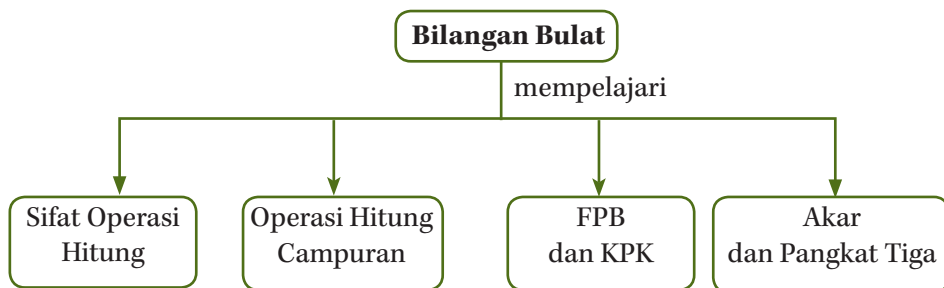 Bilangan Bulat
mempelajari
Sifat Operasi
Hitung
Operasi Hitung
Campuran
FPB
dan KPK
Akar
dan Pangkat Tiga